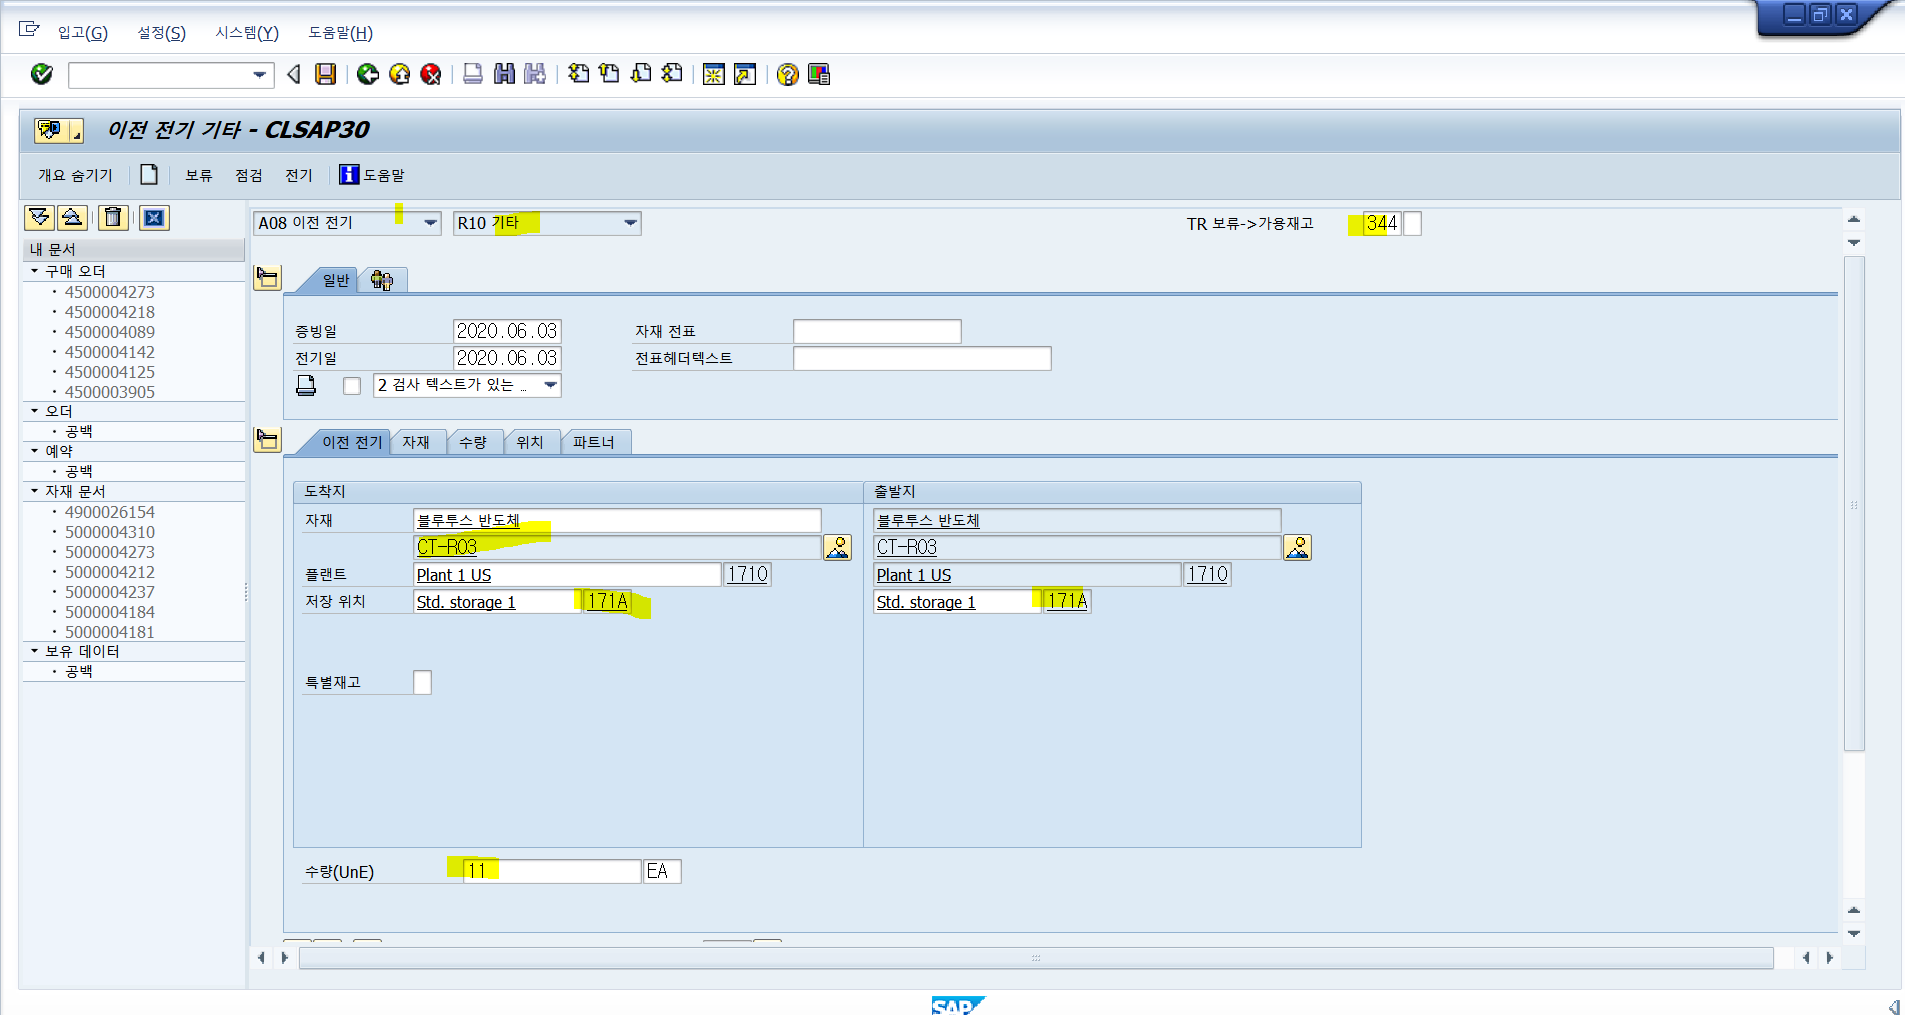 입고(G) 설정(S) 시스템(Y) 도움말(H)
이전 전기 기타 - CLSAP30
개요 숨기기 보류 점검 전기 도움말
A08 이전 전기 R10 기타 TR 보류->가용재고 344
내 문서
구매 오더
4500004273
4500004218
4500004089
4500004142
4500004125
4500003905
오더
공백
예약
공백
자재 문서
4900026154
5000004310
5000004273
5000004212
5000004237
5000004184
5000004181
보유 데이터
공백
일반
증빙일 2020.06.03 자재 전표
전기일 2020.06.03 전표헤더텍스트
2 검사 텍스트가 있는 ..
이전 전기 자재 수량 위치 파트너
도착지 출발지
자재 블루투스 반도체 블루투스 반도체
CT-R03 CT-R03
플랜트 Plant 1 US 1710 Plant 1 US 1710
저장 위치 Std. storage 1 171A Std. storage 1 171A
특별재고
수량(UnE) 11 EA
SAP